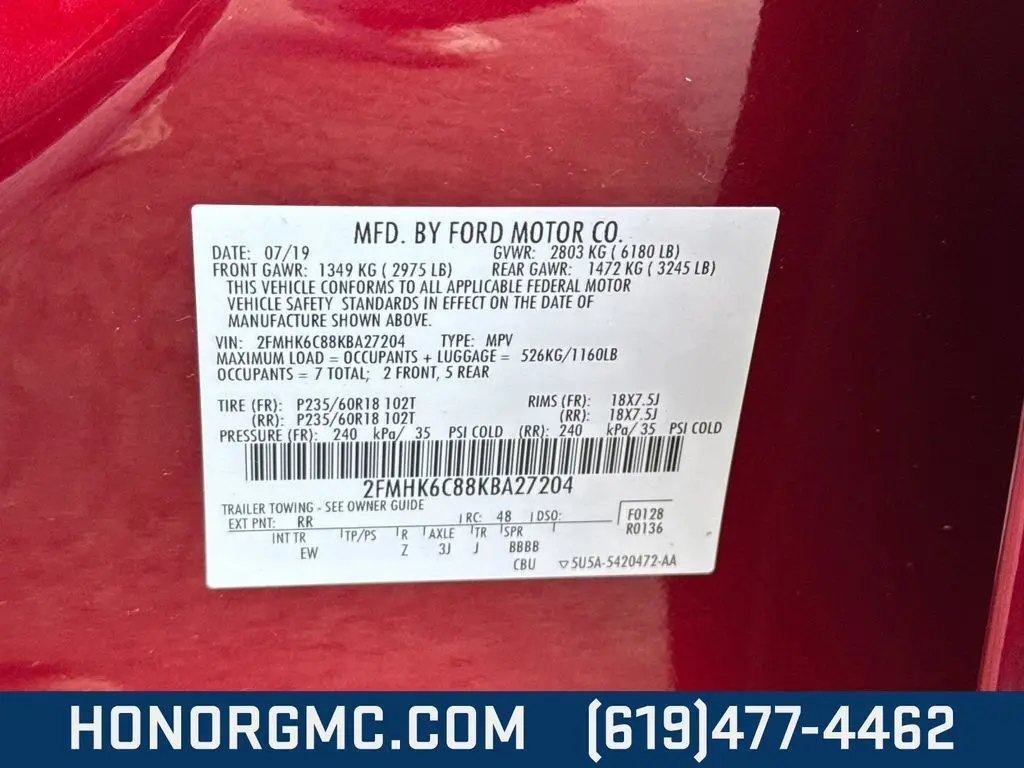 MFD. BY FORD MOTOR CO.
DATE: 07/19 GVWR: 2803 KG ( 6180 LB)
FRONT GAWR: 1349 KG ( 2975 LB) REAR GAWR: 1472 KG ( 3245 LB)
THIS VEHICLE CONFORMS TO ALL APPLICABLE FEDERAL MOTOR
VEHICLE SAFETY STANDARDS IN EFFECT ON THE DATE OF
MANUFACTURE SHOWN ABOVE.
VIN: 2FMHK6C88KBA27204 TYPE: MPV
MAXIMUM LOAD = OCCUPANTS + LUGGAGE = 526KG/1160LB
OCCUPANTS = 7 TOTAL; 2 FRONT, 5 REAR
TIRE (FR): P235/60R18 102T RIMS (FR): 18X7.5J
(RR): P235/60R18 102T (RR): 18X7.5J
PRESSURE (FR): 240 kPa/ 35 PSI COLD (RR): 240 kPa/ 35 PSI COLD
2FMHK6C88KBA27204
TRAILER TOWING - SEE OWNER GUIDE
EXT PNT: RR RC: 48 DSO: F0128
INT TR TP/PS R AXLE TR SPR R0136
EW Z 3J J BBBB
CBU ▽5U5A-5420472-AA
HONORGMC.COM (619)477-4462